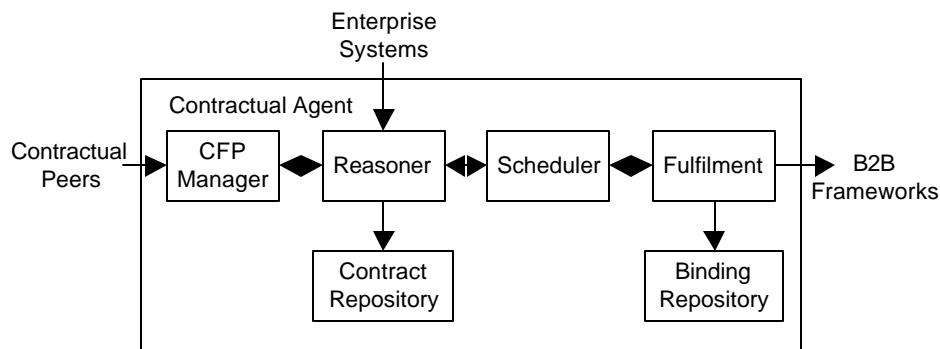 Enterprise
Systems
Contractual Agent
Contractual
Peers
CFP
Manager
Reasoner
Scheduler
Fulfilment
B2B
Frameworks
Contract
Repository
Binding
Repository